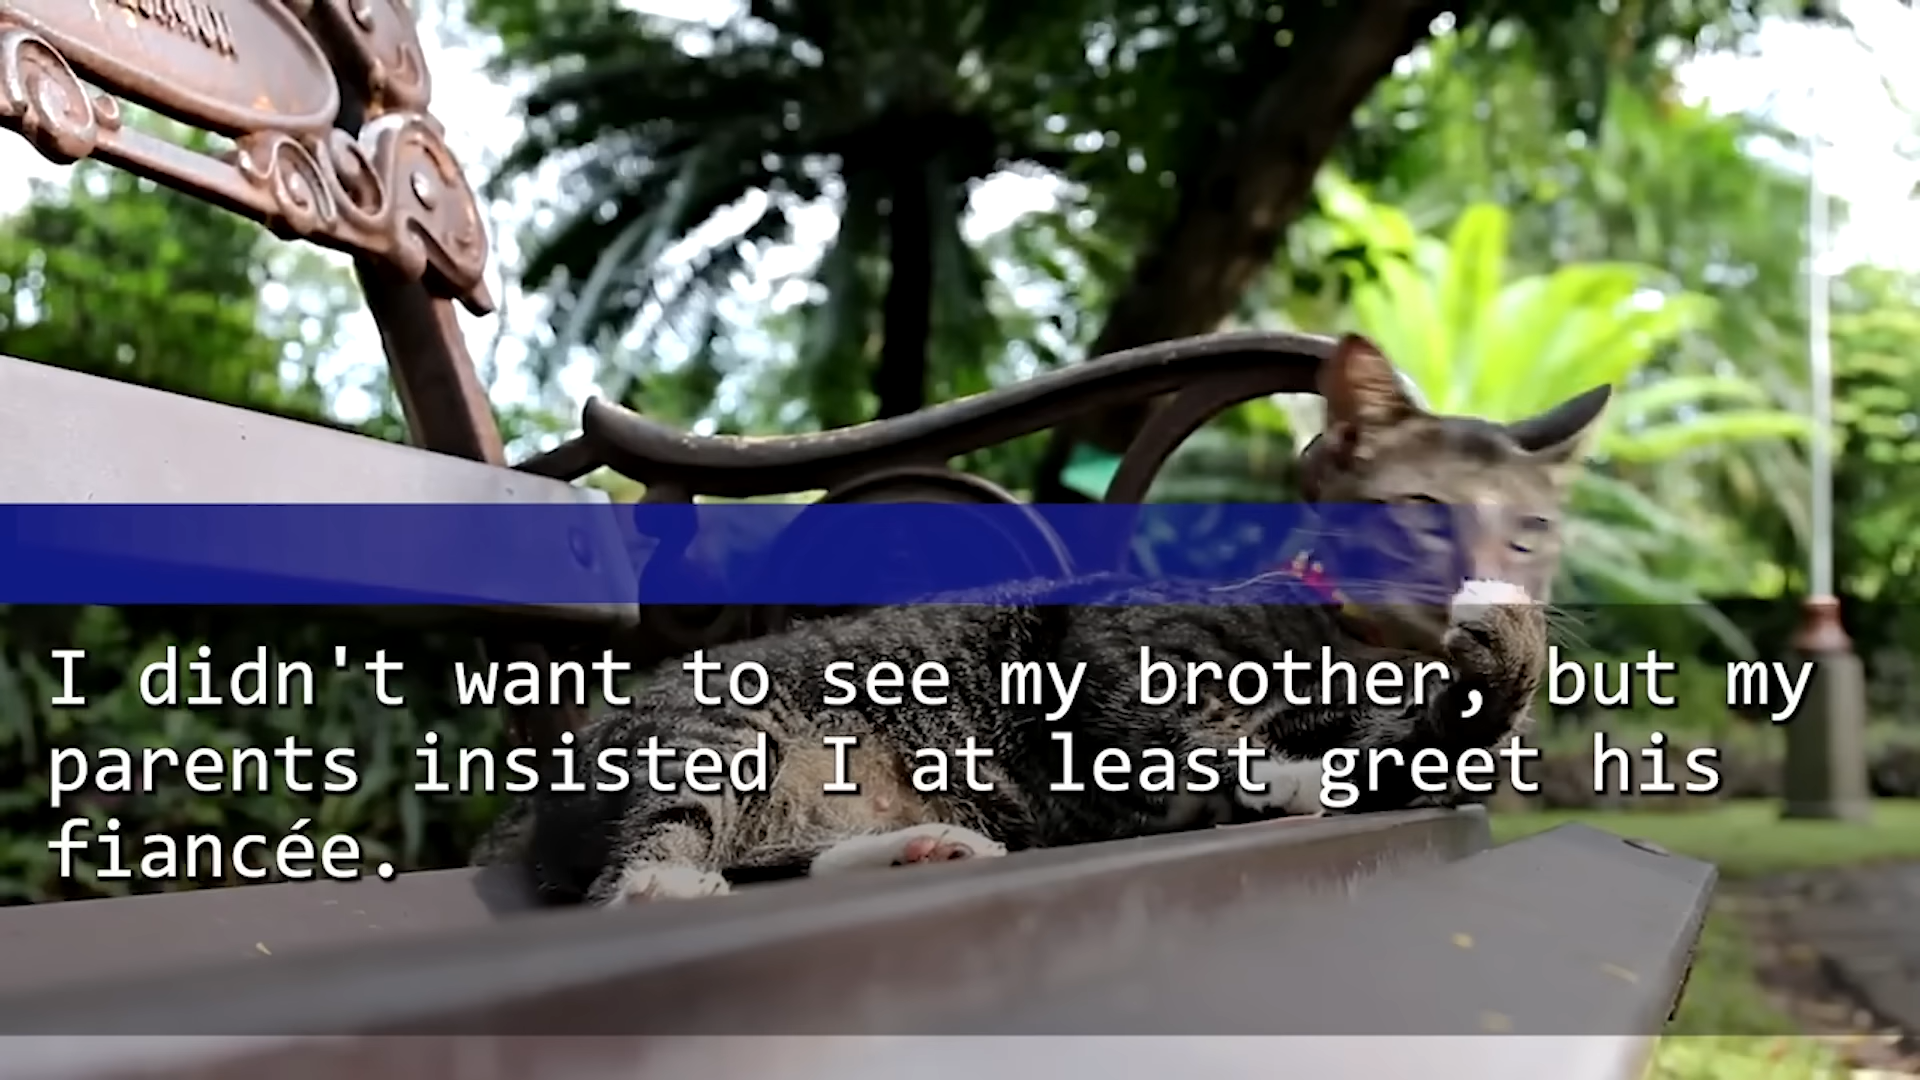 I didn't want to see my brother, but my
parents insisted I at least greet his
fiancée.